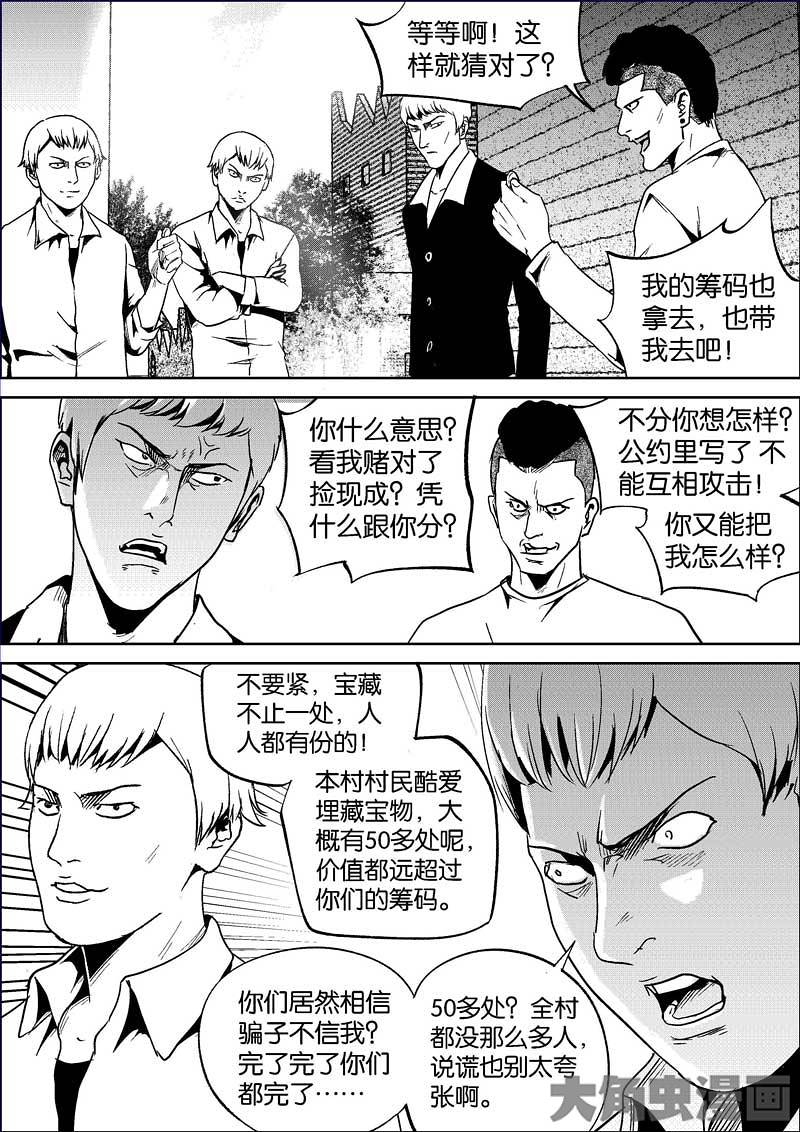 等等啊！这
样就猜对了？
我的筹码也
拿去，也带
我去吧！
你什么意思？
看我赌对了
捡现成？凭
什么跟你分？
不分你想怎样？
公约里写了 不
能互相攻击！
你又能把
我怎么样？
不要紧，宝藏
不止一处，人
人都有份的！
本村村民酷爱
埋藏宝物，大
概有50多处呢，
价值都远超过
你们的筹码。
50多处？全村
都没那么多人，
说谎也别太夸
张啊。
你们居然相信
骗子不信我？
完了完了你们
都完了……
大角虫漫画